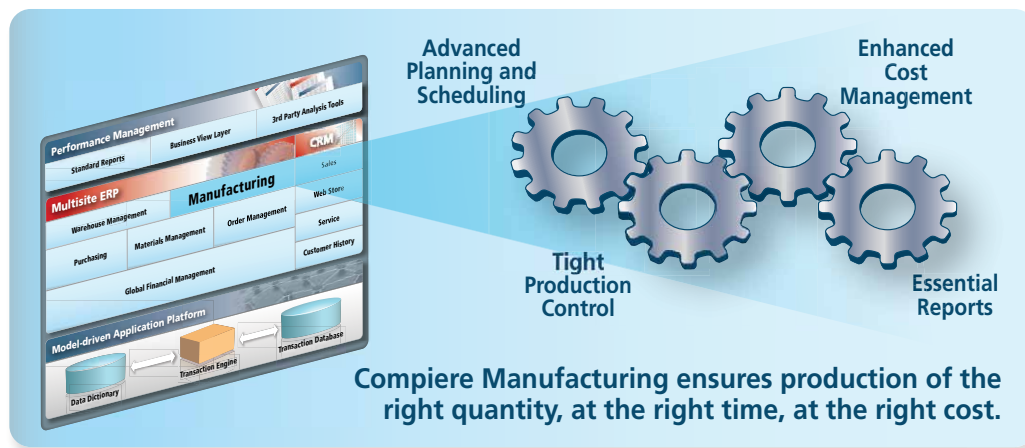 Performance Management
Standard Reports
Business View Layer
3rd Party Analysis Tools
Multisite ERP
CRM
Manufacturing
Sales
Warehouse Management
Web Store
Purchasing
Materials Management
Order Management
Service
Global Financial Management
Customer History
Model-driven Application Platform
Data Dictionary
Transaction Engine
Transaction Database
Advanced
Planning and
Scheduling
Enhanced
Cost
Management
Tight
Production
Control
Essential
Reports
Compiere Manufacturing ensures production of the
right quantity, at the right time, at the right cost.